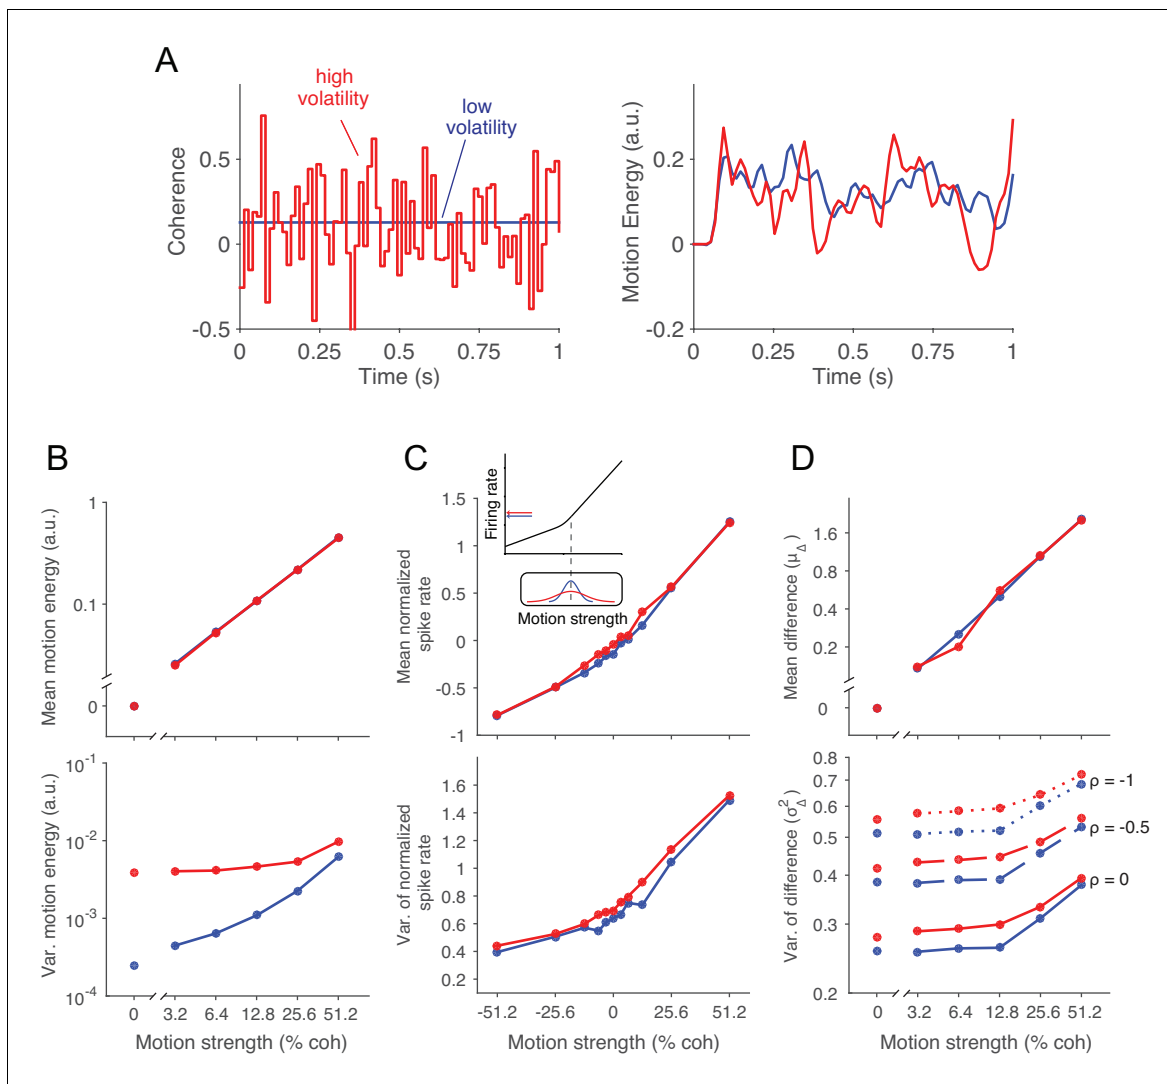 A
high
volatility
low
volatility
Coherence
0.5
0
-0.5
0
0.25
0.5
0.75
1
Time (s)
Motion Energy (a.u.)
0.2
0
-0.2
0
0.25
0.5
0.75
1
Time (s)
B
Mean motion energy (a.u.)
1
0.1
0
Var. motion energy (a.u.)
10-1
10-2
10-3
10-4
0
3.2
6.4
12.8
25.6
51.2
Motion strength (% coh)
C
Mean normalized
spike rate
1.5
1
0.5
0
-0.5
-1
Firing rate
Motion strength
Var. of normalized
spike rate
1.6
1.4
1.2
1
0.8
0.6
0.4
0.2
-51.2
-25.6
0
25.6
51.2
Motion strength (% coh)
D
Mean difference (μΔ)
1.6
0.8
0.4
0.2
0
Var. of difference (σ2Δ)
0.8
0.7
0.6
0.5
0.4
0.3
0.2
ρ = -1
ρ = -0.5
ρ = 0
0
3.2
6.4
12.8
25.6
51.2
Motion strength (% coh)